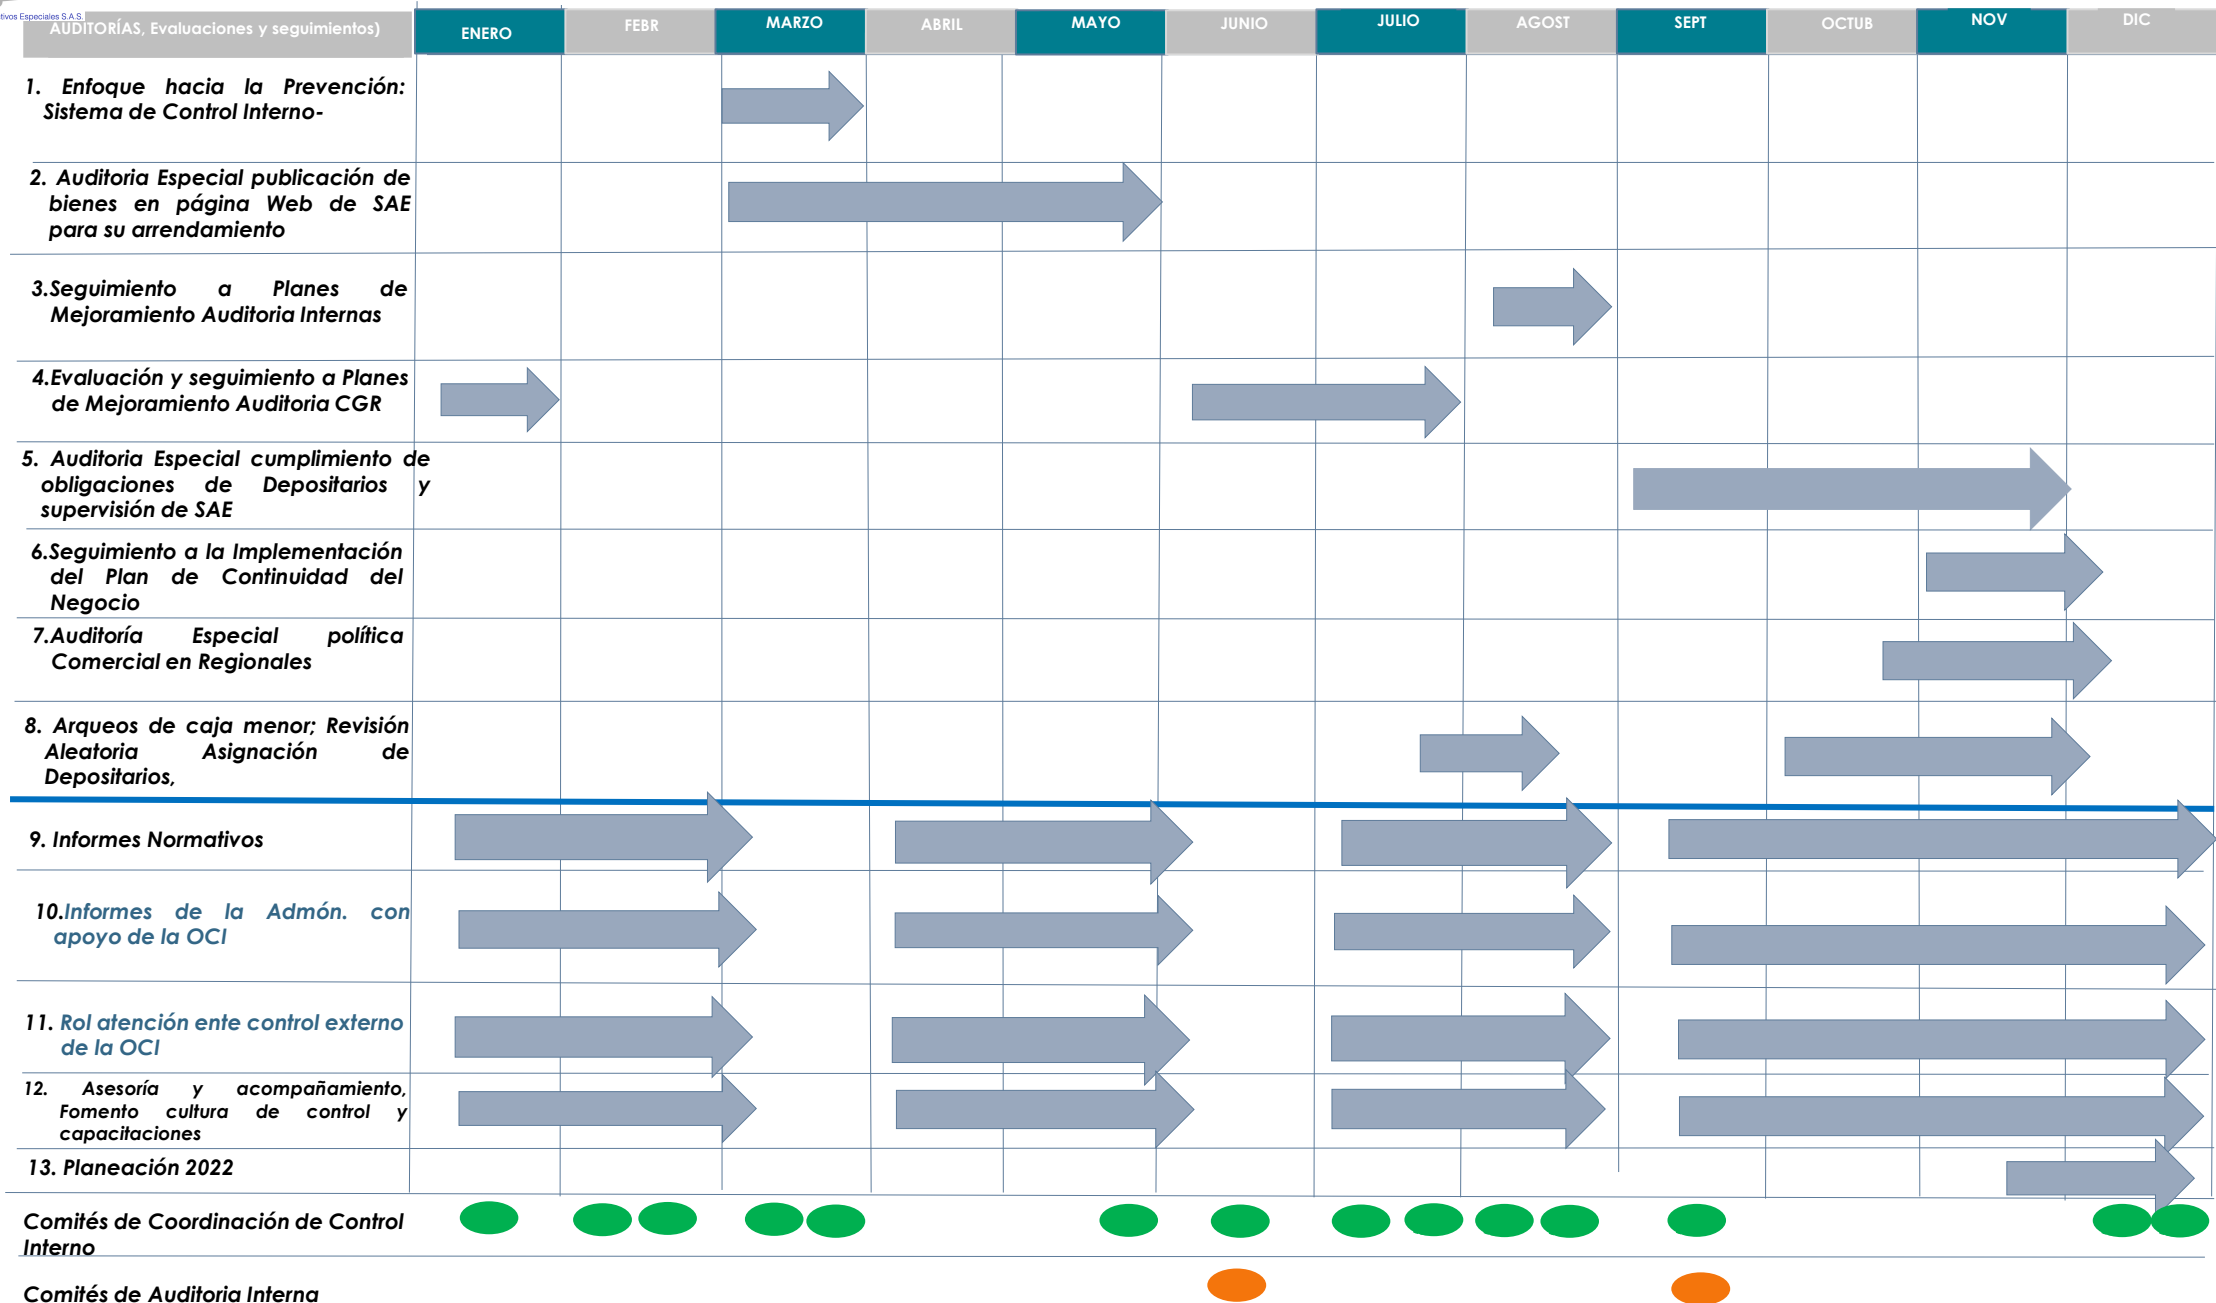 tivos Especiales S.A.S.
AUDITORÍAS, Evaluaciones y seguimientos)
ENERO
FEBR
MARZO
ABRIL
MAYO
JUNIO
JULIO
AGOST
SEPT
OCTUB
NOV
DIC
1. Enfoque hacia la Prevención:
Sistema de Control Interno-
2. Auditoria Especial publicación de
bienes en página Web de SAE
para su arrendamiento
3.Seguimiento a Planes de
Mejoramiento Auditoria Internas
4.Evaluación y seguimiento a Planes
de Mejoramiento Auditoria CGR
5. Auditoria Especial cumplimiento de
obligaciones de Depositarios y
supervisión de SAE
6.Seguimiento a la Implementación
del Plan de Continuidad del
Negocio
7.Auditoría Especial política
Comercial en Regionales
8. Arqueos de caja menor; Revisión
Aleatoria Asignación de
Depositarios,
9. Informes Normativos
10.Informes de la Admón. con
apoyo de la OCI
11. Rol atención ente control externo
de la OCI
12. Asesoría y acompañamiento,
Fomento cultura de control y
capacitaciones
13. Planeación 2022
Comités de Coordinación de Control
Interno
Comités de Auditoria Interna